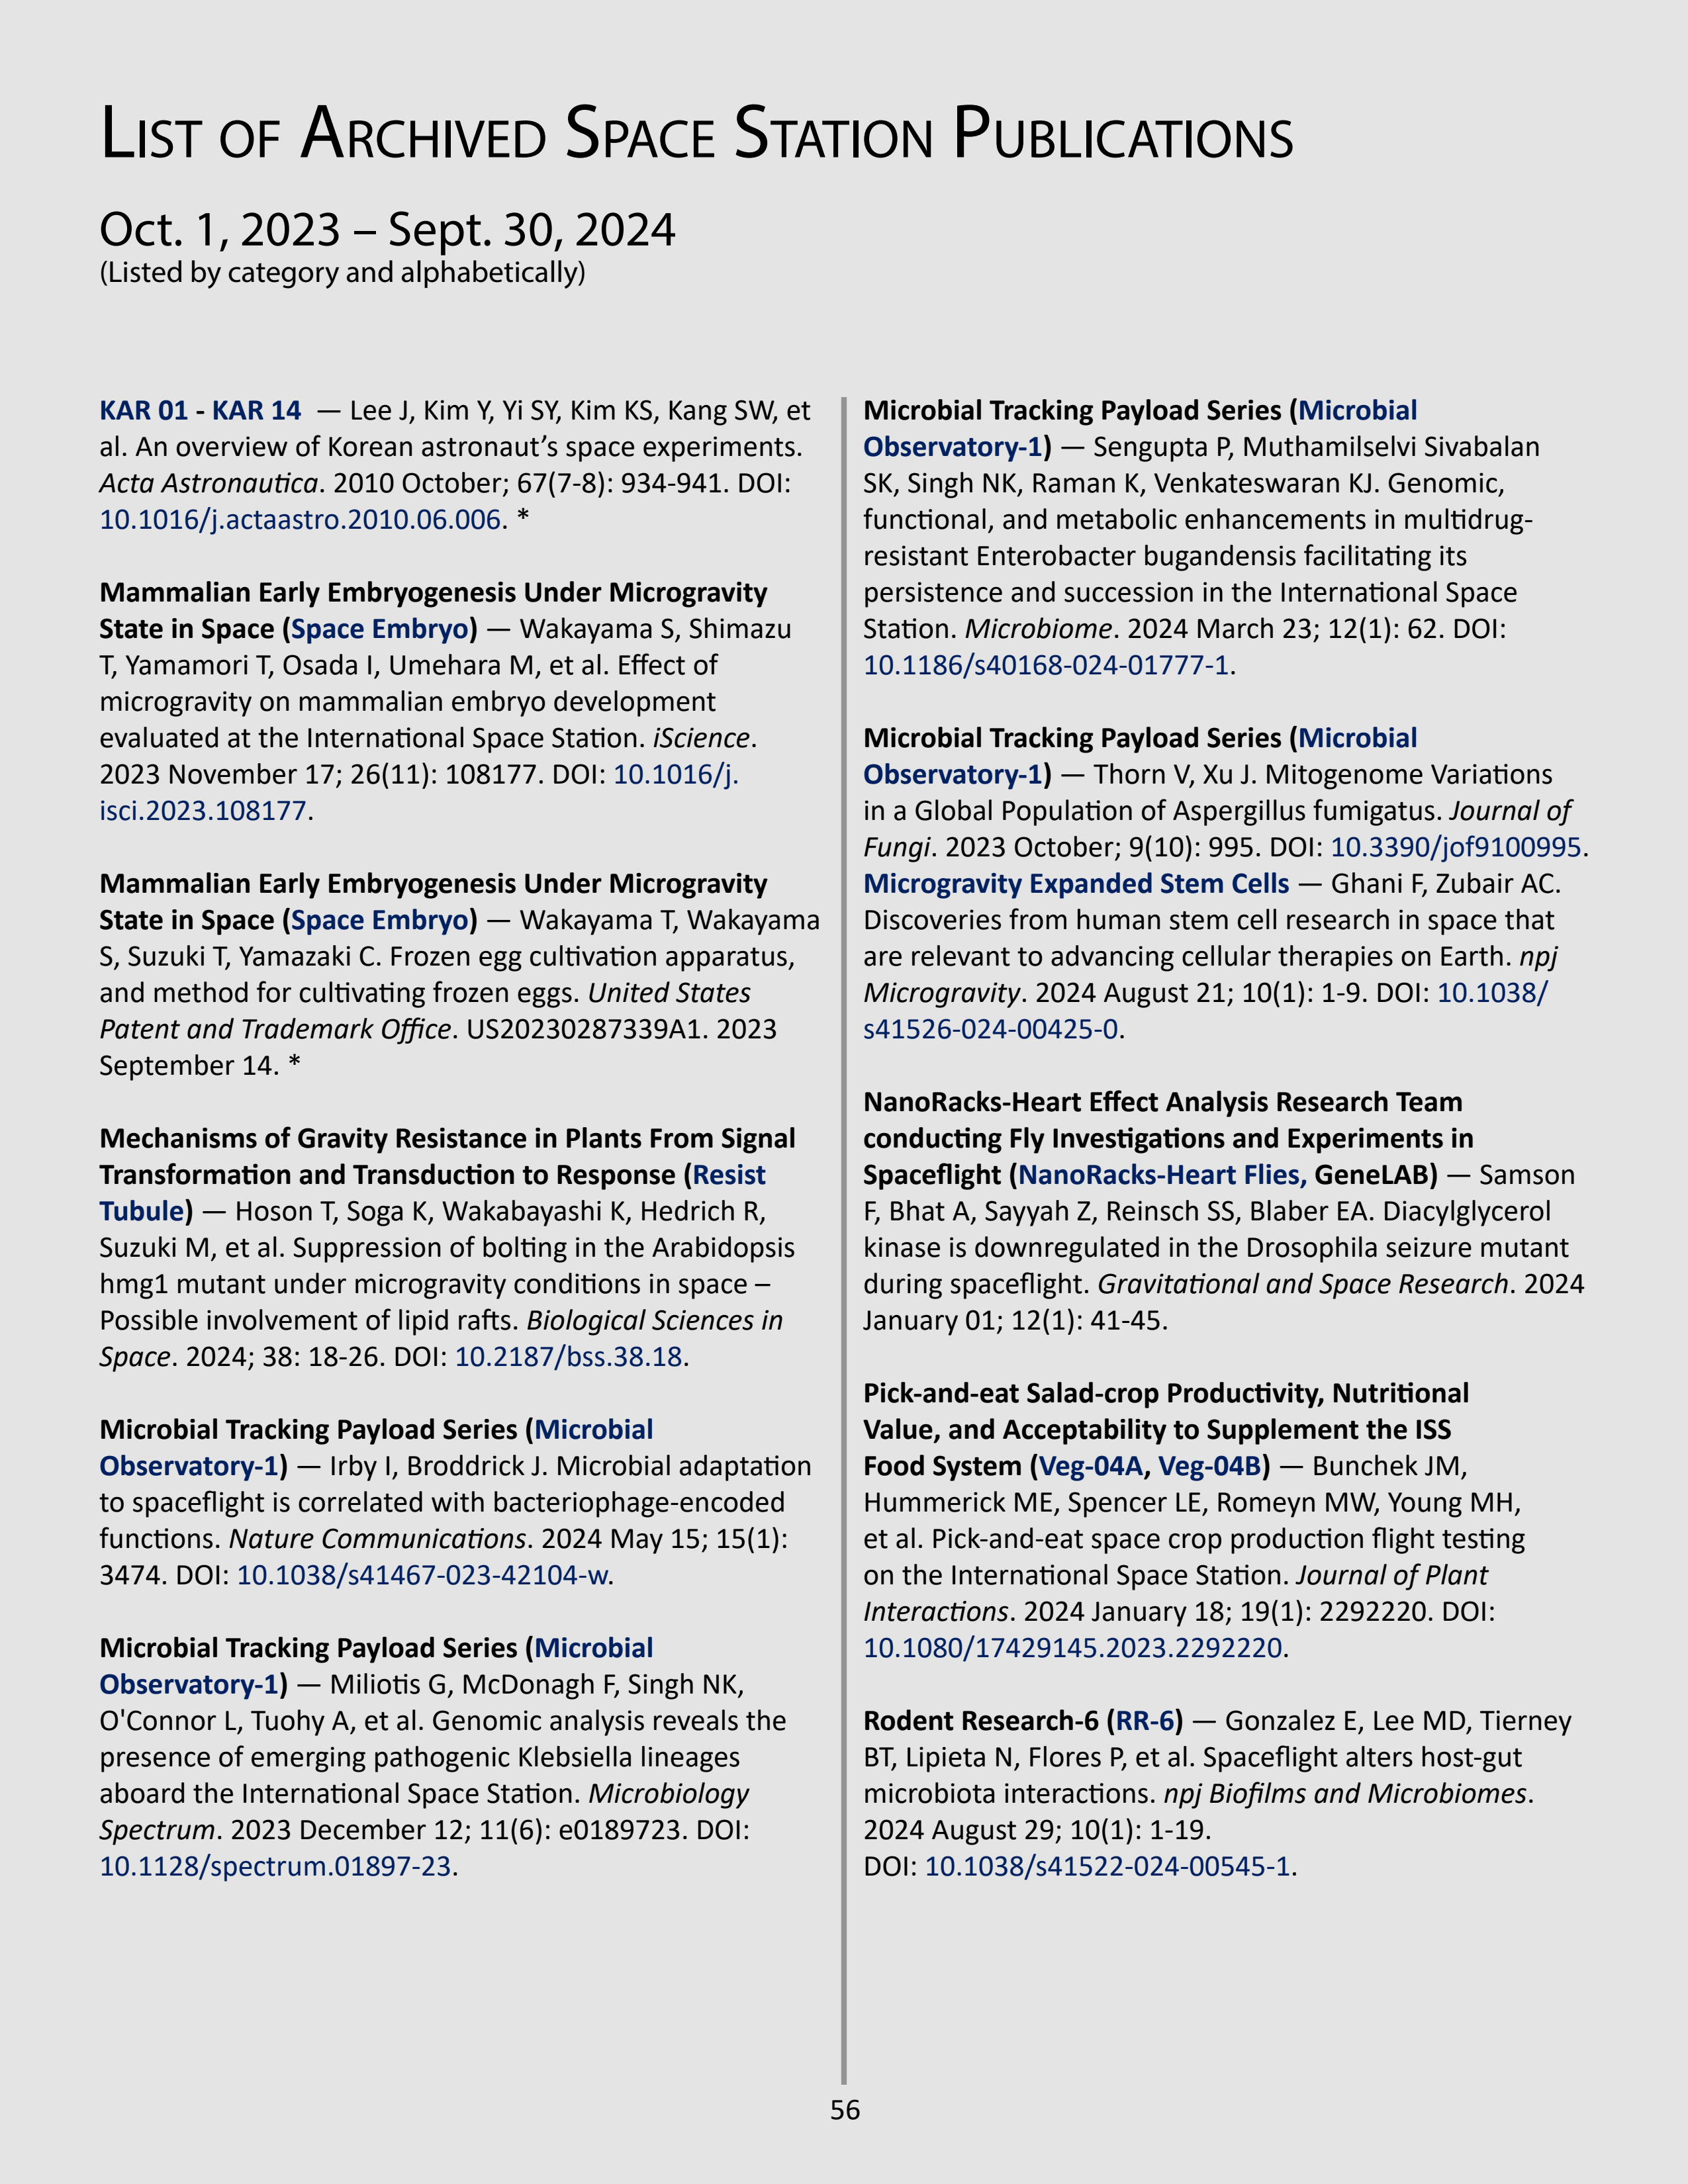 List of Archived Space Station Publications
Oct. 1, 2023 – Sept. 30, 2024
(Listed by category and alphabetically)
KAR 01 - KAR 14 — Lee J, Kim Y, Yi SY, Kim KS, Kang SW, et
al. An overview of Korean astronaut’s space experiments.
Acta Astronautica. 2010 October; 67(7-8): 934-941. DOI:
10.1016/j.actaastro.2010.06.006. *
Mammalian Early Embryogenesis Under Microgravity
State in Space (Space Embryo) — Wakayama S, Shimazu
T, Yamamori T, Osada I, Umehara M, et al. Effect of
microgravity on mammalian embryo development
evaluated at the International Space Station. iScience.
2023 November 17; 26(11): 108177. DOI: 10.1016/j.
isci.2023.108177.
Mammalian Early Embryogenesis Under Microgravity
State in Space (Space Embryo) — Wakayama T, Wakayama
S, Suzuki T, Yamazaki C. Frozen egg cultivation apparatus,
and method for cultivating frozen eggs. United States
Patent and Trademark Office. US20230287339A1. 2023
September 14. *
Mechanisms of Gravity Resistance in Plants From Signal
Transformation and Transduction to Response (Resist
Tubule) — Hoson T, Soga K, Wakabayashi K, Hedrich R,
Suzuki M, et al. Suppression of bolting in the Arabidopsis
hmg1 mutant under microgravity conditions in space –
Possible involvement of lipid rafts. Biological Sciences in
Space. 2024; 38: 18-26. DOI: 10.2187/bss.38.18.
Microbial Tracking Payload Series (Microbial
Observatory-1) — Irby I, Broddrick J. Microbial adaptation
to spaceflight is correlated with bacteriophage-encoded
functions. Nature Communications. 2024 May 15; 15(1):
3474. DOI: 10.1038/s41467-023-42104-w.
Microbial Tracking Payload Series (Microbial
Observatory-1) — Miliotis G, McDonagh F, Singh NK,
O'Connor L, Tuohy A, et al. Genomic analysis reveals the
presence of emerging pathogenic Klebsiella lineages
aboard the International Space Station. Microbiology
Spectrum. 2023 December 12; 11(6): e0189723. DOI:
10.1128/spectrum.01897-23.
Microbial Tracking Payload Series (Microbial
Observatory-1) — Sengupta P, Muthamilselvi Sivabalan
SK, Singh NK, Raman K, Venkateswaran KJ. Genomic,
functional, and metabolic enhancements in multidrug-
resistant Enterobacter bugandensis facilitating its
persistence and succession in the International Space
Station. Microbiome. 2024 March 23; 12(1): 62. DOI:
10.1186/s40168-024-01777-1.
Microbial Tracking Payload Series (Microbial
Observatory-1) — Thorn V, Xu J. Mitogenome Variations
in a Global Population of Aspergillus fumigatus. Journal of
Fungi. 2023 October; 9(10): 995. DOI: 10.3390/jof9100995.
Microgravity Expanded Stem Cells — Ghani F, Zubair AC.
Discoveries from human stem cell research in space that
are relevant to advancing cellular therapies on Earth. npj
Microgravity. 2024 August 21; 10(1): 1-9. DOI: 10.1038/
s41526-024-00425-0.
NanoRacks-Heart Effect Analysis Research Team
conducting Fly Investigations and Experiments in
Spaceflight (NanoRacks-Heart Flies, GeneLAB) — Samson
F, Bhat A, Sayyah Z, Reinsch SS, Blaber EA. Diacylglycerol
kinase is downregulated in the Drosophila seizure mutant
during spaceflight. Gravitational and Space Research. 2024
January 01; 12(1): 41-45.
Pick-and-eat Salad-crop Productivity, Nutritional
Value, and Acceptability to Supplement the ISS
Food System (Veg-04A, Veg-04B) — Bunchek JM,
Hummerick ME, Spencer LE, Romeyn MW, Young MH,
et al. Pick-and-eat space crop production flight testing
on the International Space Station. Journal of Plant
Interactions. 2024 January 18; 19(1): 2292220. DOI:
10.1080/17429145.2023.2292220.
Rodent Research-6 (RR-6) — Gonzalez E, Lee MD, Tierney
BT, Lipieta N, Flores P, et al. Spaceflight alters host-gut
microbiota interactions. npj Biofilms and Microbiomes.
2024 August 29; 10(1): 1-19.
DOI: 10.1038/s41522-024-00545-1.
56